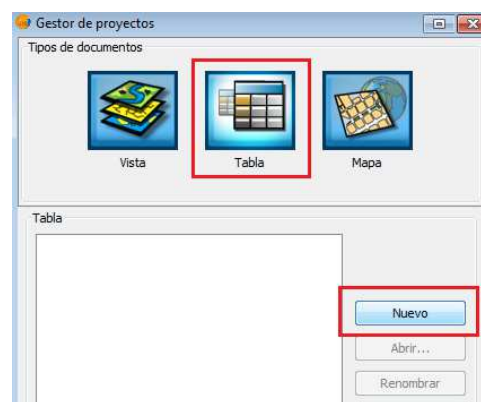 Gestor de proyectos
Tipos de documentos
Vista Tabla Mapa
Tabla
Nuevo
Abrir...
Renombrar